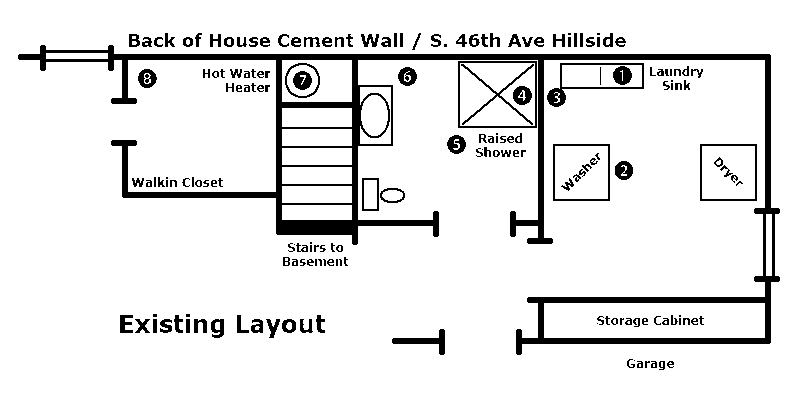 Back of House Cement Wall / S. 46th Ave Hillside
8
Hot Water
Heater
7
6
4
3
1
Laundry
Sink
5
Raised
Shower
Washer
2
Dryer
Walkin Closet
Stairs to
Basement
Existing Layout
Storage Cabinet
Garage